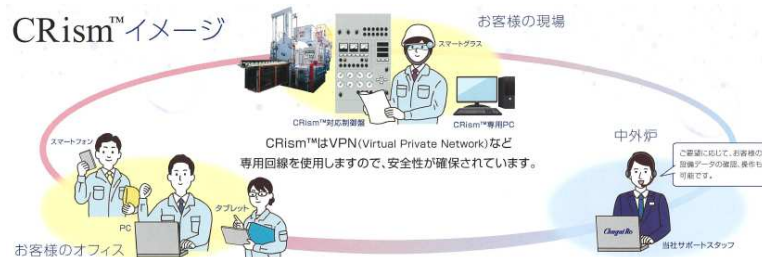 CRism™イメージ
お客様の現場
スマートグラス
CRism™対応制御盤
CRism™専用PC
CRism™はVPN(Virtual Private Network)など
専用回線を使用しますので、安全性が確保されています。
中外炉
ご要望に応じて、お客様の
設備データの確認、操作も
可能です。
スマートフォン
PC
タブレット
お客様のオフィス
Chugai Ro
当社サポートスタッフ